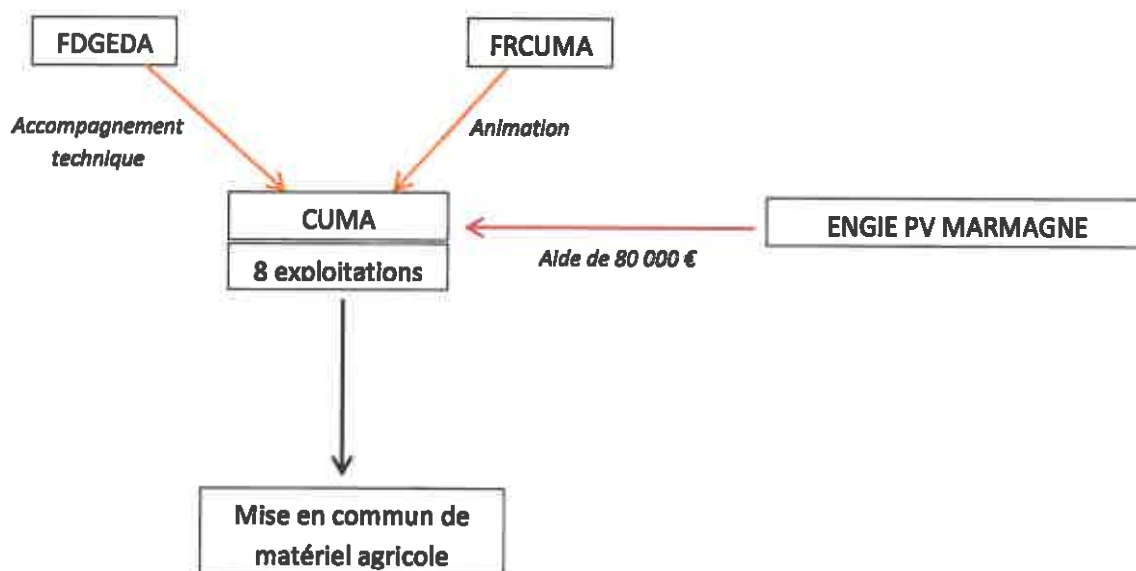 FDGEDA
FRCUMA
Accompagnement
technique
Animation
CUMA
8 exploitations
ENGIE PV MARMAGNE
Aide de 80 000 €
Mise en commun de
matériel agricole